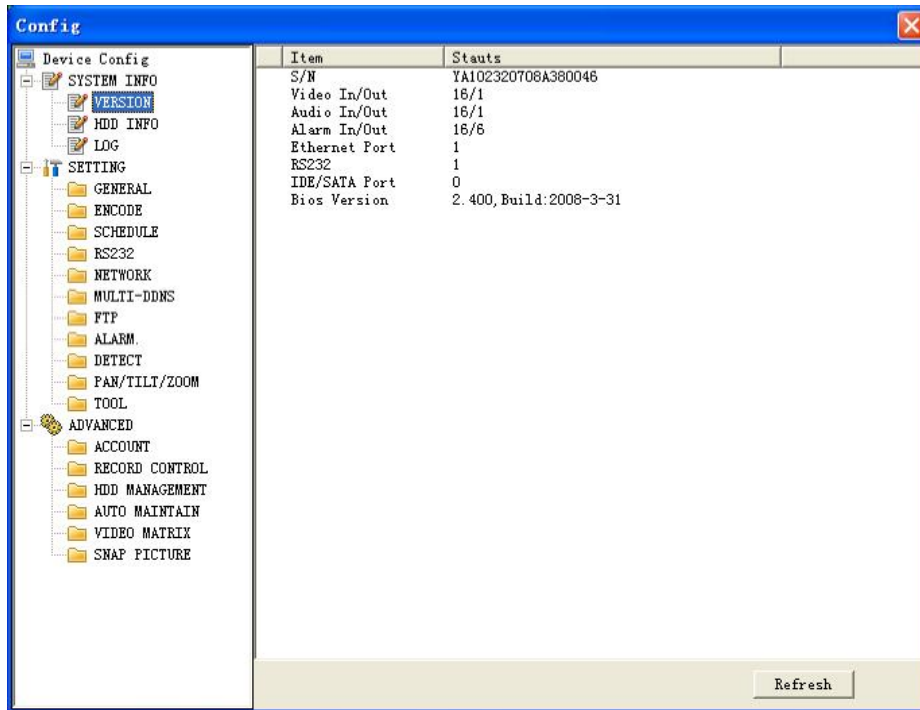 Config
Device Config
SYSTEM INFO
VERSION
HDD INFO
LOG
SETTING
GENERAL
ENCODE
SCHEDULE
RS232
NETWORK
MULTI-DDNS
FTP
ALARM.
DETECT
PAN/TILT/ZOOM
TOOL
ADVANCED
ACCOUNT
RECORD CONTROL
HDD MANAGEMENT
AUTO MAINTAIN
VIDEO MATRIX
SNAP PICTURE
Item Stauts
S/N YA102320708A380046
Video In/Out 16/1
Audio In/Out 16/1
Alarm In/Out 16/6
Ethernet Port 1
RS232 1
IDE/SATA Port 0
Bios Version 2.400,Build:2008-3-31
Refresh